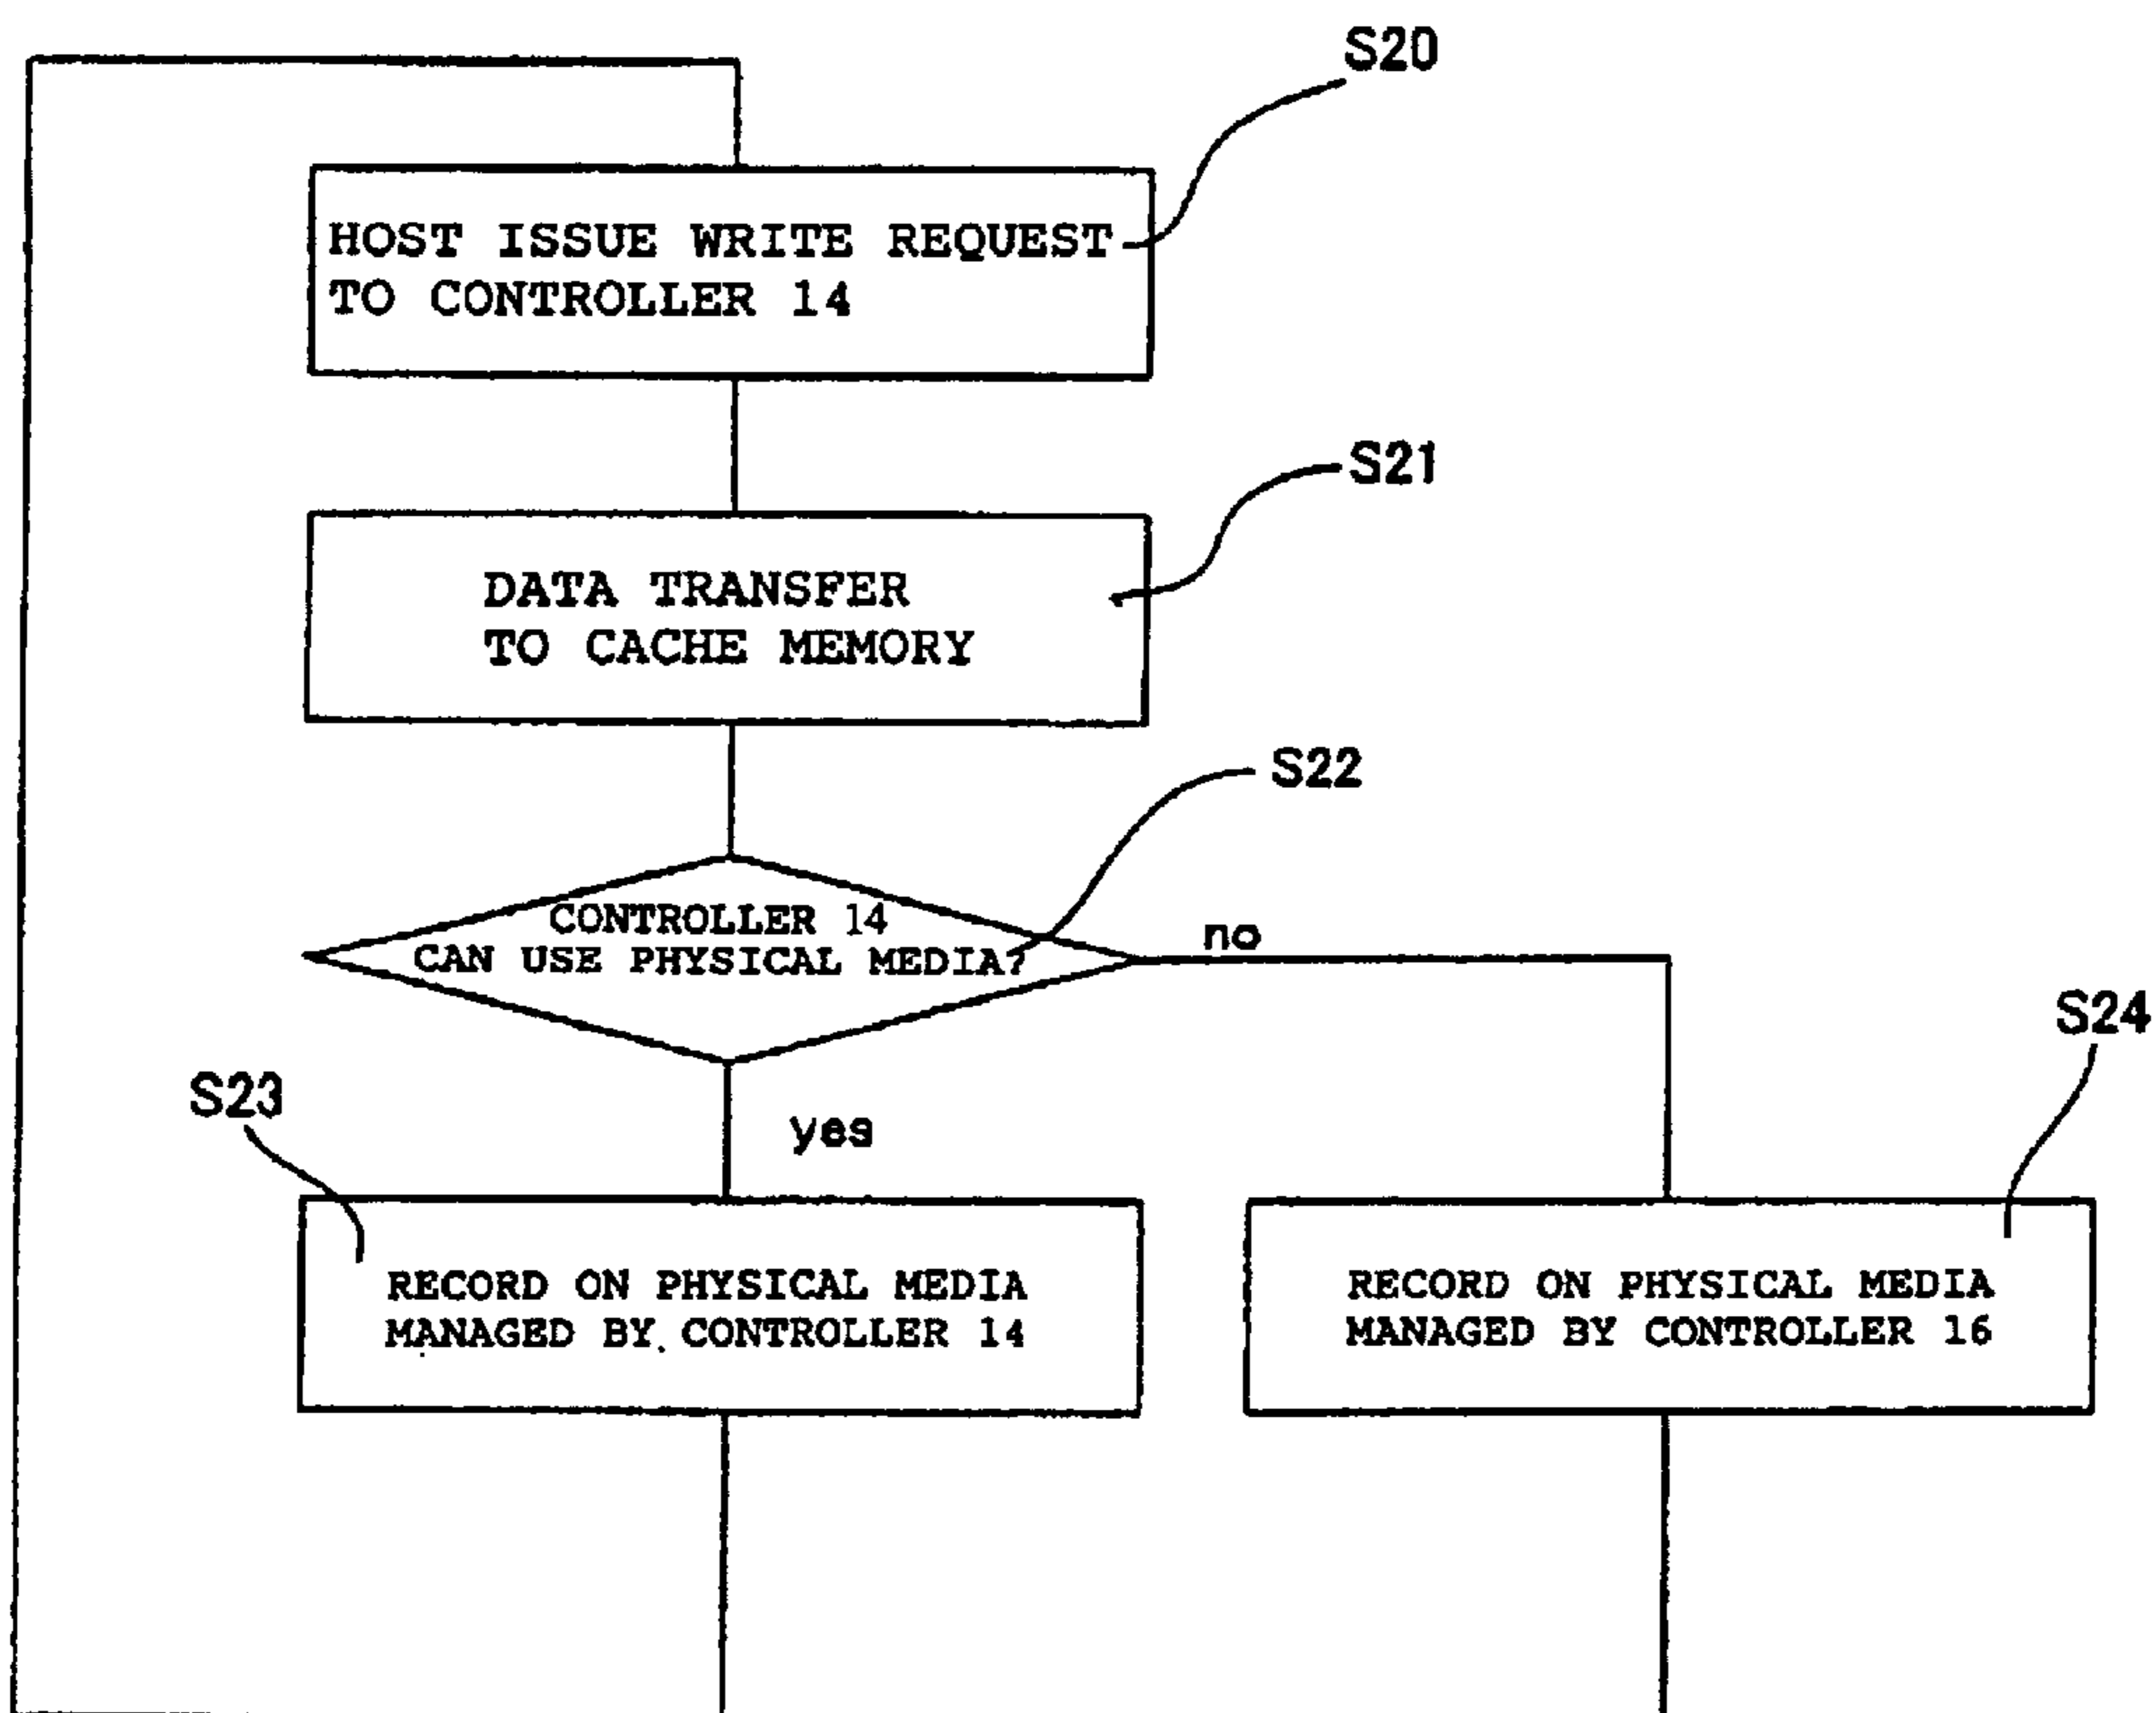 S20
HOST ISSUE WRITE REQUEST
TO CONTROLLER 14
S21
DATA TRANSFER
TO CACHE MEMORY
S22
CONTROLLER 14
CAN USE PHYSICAL MEDIA?
no
S24
S23
yes
RECORD ON PHYSICAL MEDIA
MANAGED BY CONTROLLER 14
RECORD ON PHYSICAL MEDIA
MANAGED BY CONTROLLER 16